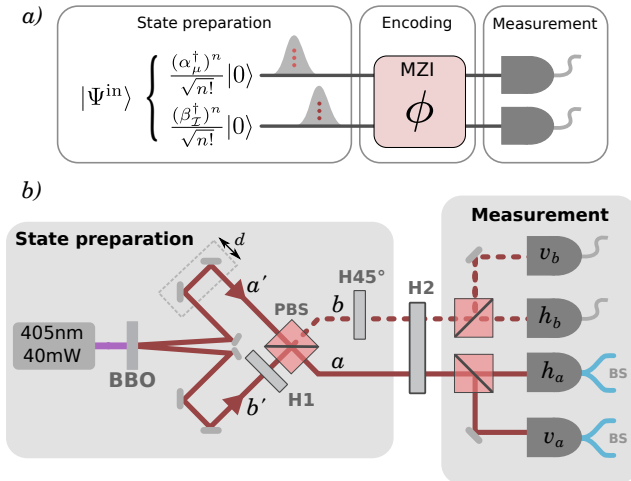 a)
State preparation
Encoding
Measurement
|Ψ^in⟩ { (α_μ^†)^n / √n! |0⟩
(β_ℐ^†)^n / √n! |0⟩
MZI
ϕ
b)
State preparation
Measurement
d
a′
PBS
b
H45°
H2
v_b
405nm
40mW
BBO
h_b
a
h_a
BS
H1
b′
v_a
BS